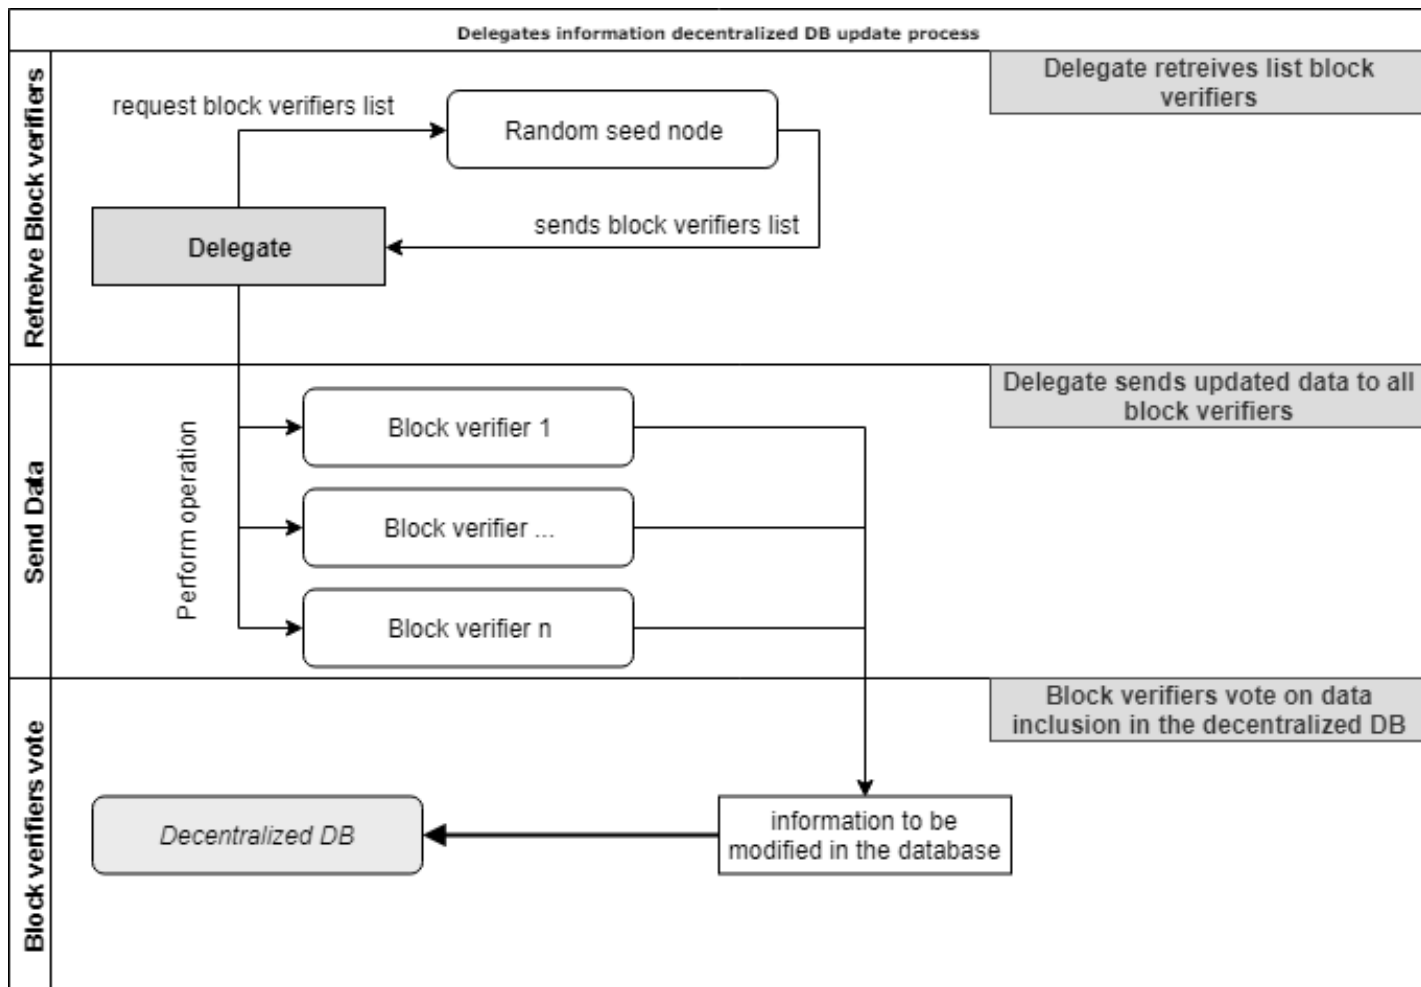 Delegates information decentralized DB update process
Retreive Block verifiers
Delegate retreives list block
verifiers
request block verifiers list
Random seed node
sends block verifiers list
Delegate
Send Data
Delegate sends updated data to all
block verifiers
Perform operation
Block verifier 1
Block verifier ...
Block verifier n
Block verifiers vote
Block verifiers vote on data
inclusion in the decentralized DB
Decentralized DB
information to be
modified in the database